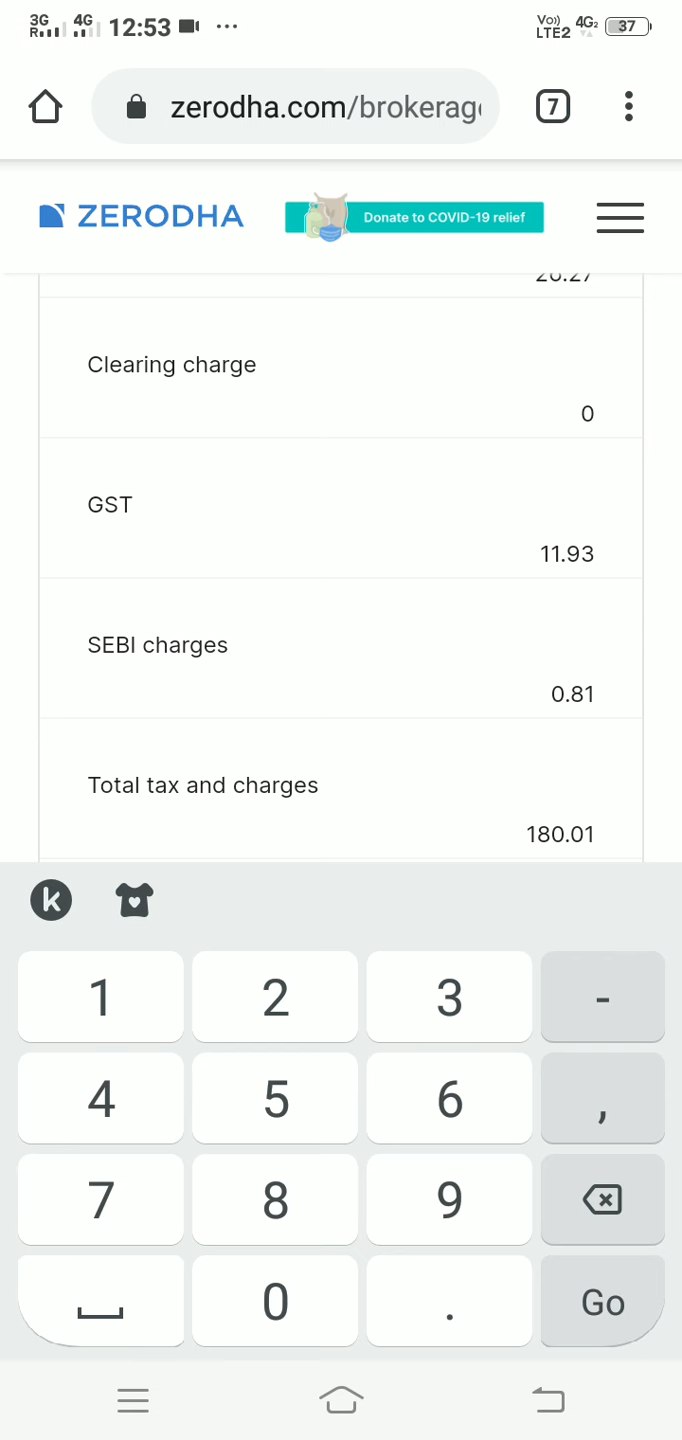 3G 4G 12:53 ... Vo)) LTE2 4G2 37
R
zerodha.com/brokerag
7
ZERODHA Donate to COVID-19 relief
Clearing charge
0
GST
11.93
SEBI charges
0.81
Total tax and charges
180.01
k
1 2 3 -
4 5 6 ,
7 8 9
0 . Go